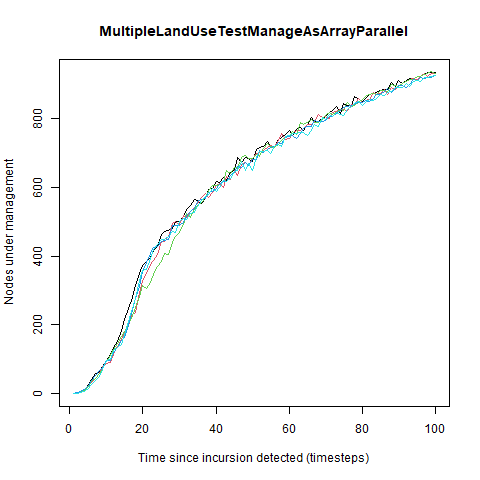 MultipleLandUseTestManageAsArrayParallel
Nodes under management
800
600
400
200
0
0 20 40 60 80 100
Time since incursion detected (timesteps)